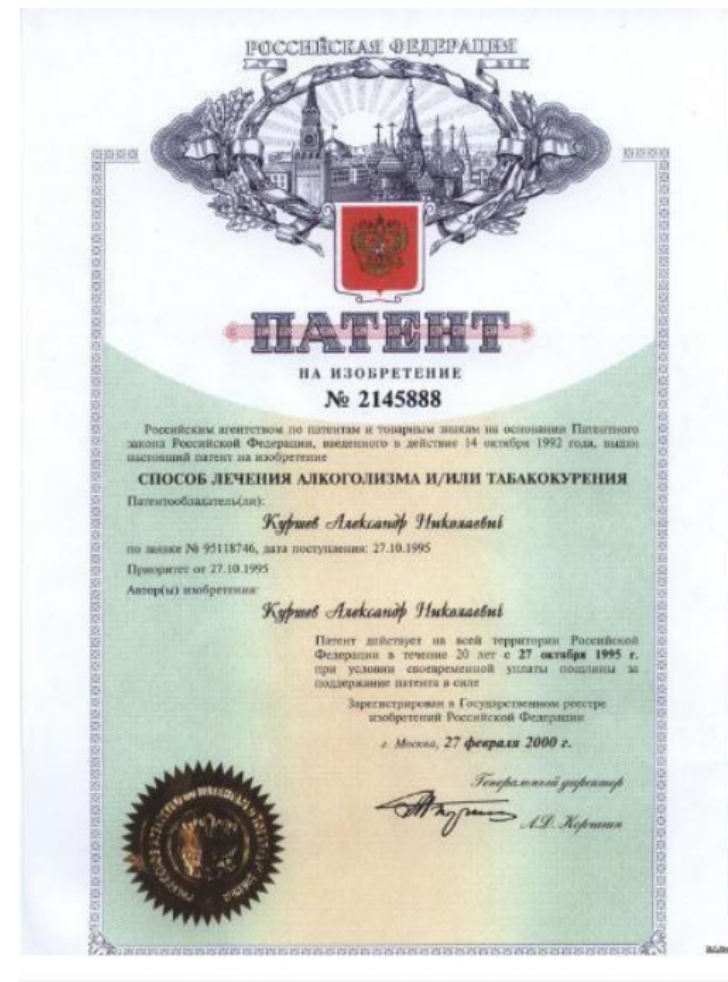 РОССИЙСКАЯ ФЕДЕРАЦИЯ
ПАТЕНТ
НА ИЗОБРЕТЕНИЕ
№ 2145888
Российским агентством по патентам и товарным знакам на основании Патентного
закона Российской Федерации, введенного в действие 14 октября 1992 года, выдан
настоящий патент на изобретение
СПОСОБ ЛЕЧЕНИЯ АЛКОГОЛИЗМА И/ИЛИ ТАБАКОКУРЕНИЯ
Патентообладатель(ли):
Куршев Александр Николаевич
по заявке № 95118746, дата поступления: 27.10.1995
Приоритет от 27.10.1995
Автор(ы) изобретения:
Куршев Александр Николаевич
Патент действует на всей территории Российской
Федерации в течение 20 лет с 27 октября 1995 г.
при условии своевременной уплаты пошлины за
поддержание патента в силе
Зарегистрирован в Государственном реестре
изобретений Российской Федерации
г. Москва, 27 февраля 2000 г.
Генеральный директор
А.Д. Корчагин